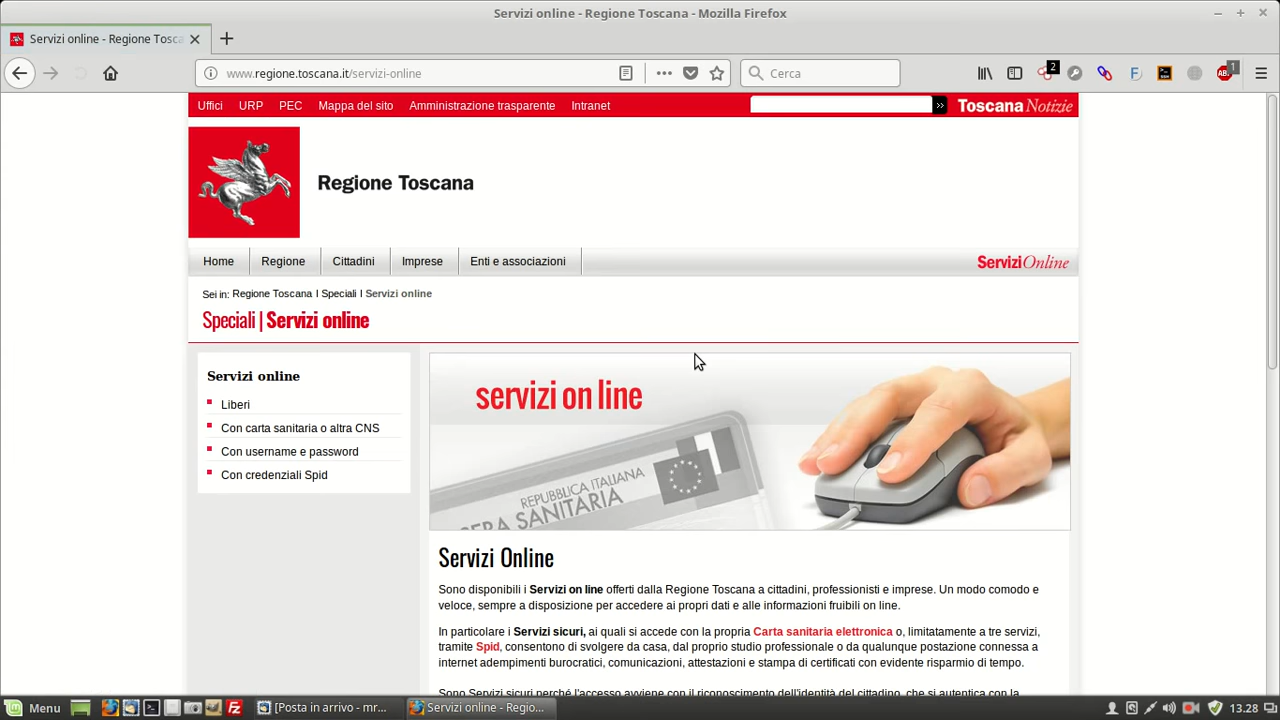 Servizi online - Regione Toscana - Mozilla Firefox
Servizi online - Regione Tosca
www.regione.toscana.it/servizi-online
Cerca
2
1
Uffici URP PEC Mappa del sito Amministrazione trasparente Intranet
Toscana Notizie
Regione Toscana
Home Regione Cittadini Imprese Enti e associazioni
Servizi Online
Sei in: Regione Toscana I Speciali I Servizi online
Speciali | Servizi online
Servizi online
Liberi
Con carta sanitaria o altra CNS
Con username e password
Con credenziali Spid
servizi on line
REPUBBLICA ITALIANA
SERA SANITARIA
Servizi Online
Sono disponibili i Servizi on line offerti dalla Regione Toscana a cittadini, professionisti e imprese. Un modo comodo e
veloce, sempre a disposizione per accedere ai propri dati e alle informazioni fruibili on line.
In particolare i Servizi sicuri, ai quali si accede con la propria Carta sanitaria elettronica o, limitatamente a tre servizi,
tramite Spid, consentono di svolgere da casa, dal proprio studio professionale o da qualunque postazione connessa a
internet adempimenti burocratici, comunicazioni, attestazioni e stampa di certificati con evidente risparmio di tempo.
Sono Servizi sicuri perché l'accesso avviene con il riconoscimento dell'identità del cittadino, che si autentica con la
Menu
[Posta in arrivo - mr...
Servizi online - Regio...
13.28